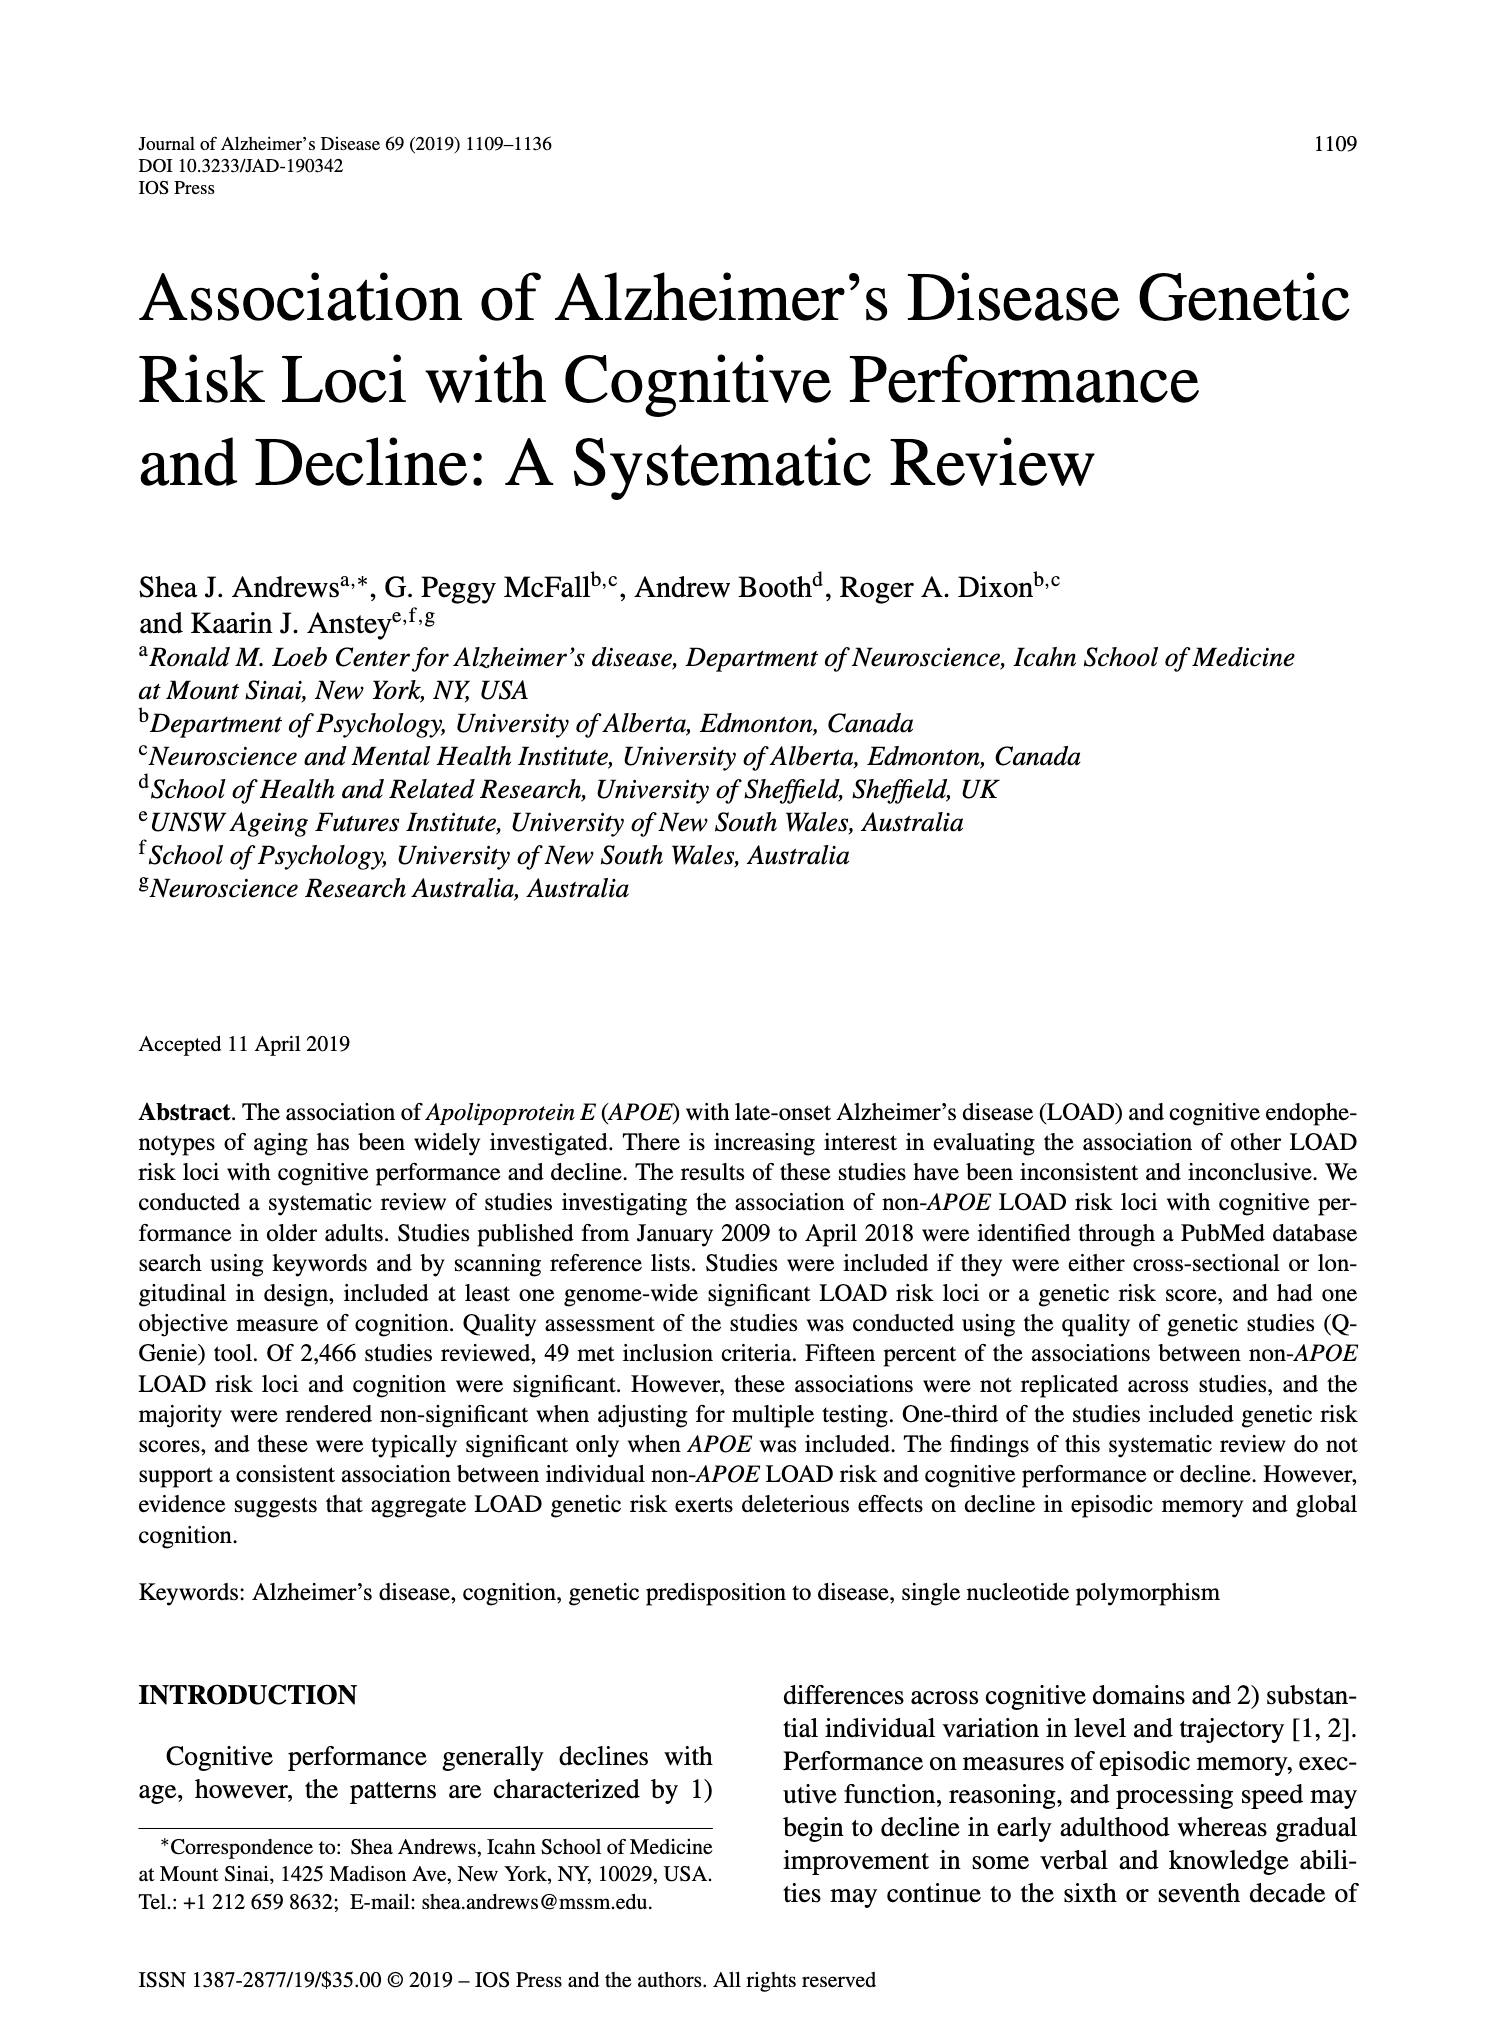 Journal of Alzheimer's Disease 69 (2019) 1109–1136
DOI 10.3233/JAD-190342
IOS Press
1109
Association of Alzheimer's Disease Genetic
Risk Loci with Cognitive Performance
and Decline: A Systematic Review
Shea J. Andrewsa,*, G. Peggy McFallb,c, Andrew Boothd, Roger A. Dixonb,c
and Kaarin J. Ansteye,f,g
aRonald M. Loeb Center for Alzheimer's disease, Department of Neuroscience, Icahn School of Medicine
at Mount Sinai, New York, NY, USA
bDepartment of Psychology, University of Alberta, Edmonton, Canada
cNeuroscience and Mental Health Institute, University of Alberta, Edmonton, Canada
dSchool of Health and Related Research, University of Sheffield, Sheffield, UK
eUNSW Ageing Futures Institute, University of New South Wales, Australia
fSchool of Psychology, University of New South Wales, Australia
gNeuroscience Research Australia, Australia
Accepted 11 April 2019
Abstract. The association of Apolipoprotein E (APOE) with late-onset Alzheimer's disease (LOAD) and cognitive endophe-
notypes of aging has been widely investigated. There is increasing interest in evaluating the association of other LOAD
risk loci with cognitive performance and decline. The results of these studies have been inconsistent and inconclusive. We
conducted a systematic review of studies investigating the association of non-APOE LOAD risk loci with cognitive per-
formance in older adults. Studies published from January 2009 to April 2018 were identified through a PubMed database
search using keywords and by scanning reference lists. Studies were included if they were either cross-sectional or lon-
gitudinal in design, included at least one genome-wide significant LOAD risk loci or a genetic risk score, and had one
objective measure of cognition. Quality assessment of the studies was conducted using the quality of genetic studies (Q-
Genie) tool. Of 2,466 studies reviewed, 49 met inclusion criteria. Fifteen percent of the associations between non-APOE
LOAD risk loci and cognition were significant. However, these associations were not replicated across studies, and the
majority were rendered non-significant when adjusting for multiple testing. One-third of the studies included genetic risk
scores, and these were typically significant only when APOE was included. The findings of this systematic review do not
support a consistent association between individual non-APOE LOAD risk and cognitive performance or decline. However,
evidence suggests that aggregate LOAD genetic risk exerts deleterious effects on decline in episodic memory and global
cognition.
Keywords: Alzheimer's disease, cognition, genetic predisposition to disease, single nucleotide polymorphism
INTRODUCTION
Cognitive performance generally declines with
age, however, the patterns are characterized by 1)
*Correspondence to: Shea Andrews, Icahn School of Medicine
at Mount Sinai, 1425 Madison Ave, New York, NY, 10029, USA.
Tel.: +1 212 659 8632; E-mail: shea.andrews@mssm.edu.
differences across cognitive domains and 2) substan-
tial individual variation in level and trajectory [1, 2].
Performance on measures of episodic memory, exec-
utive function, reasoning, and processing speed may
begin to decline in early adulthood whereas gradual
improvement in some verbal and knowledge abili-
ties may continue to the sixth or seventh decade of
ISSN 1387-2877/19/$35.00 © 2019 – IOS Press and the authors. All rights reserved